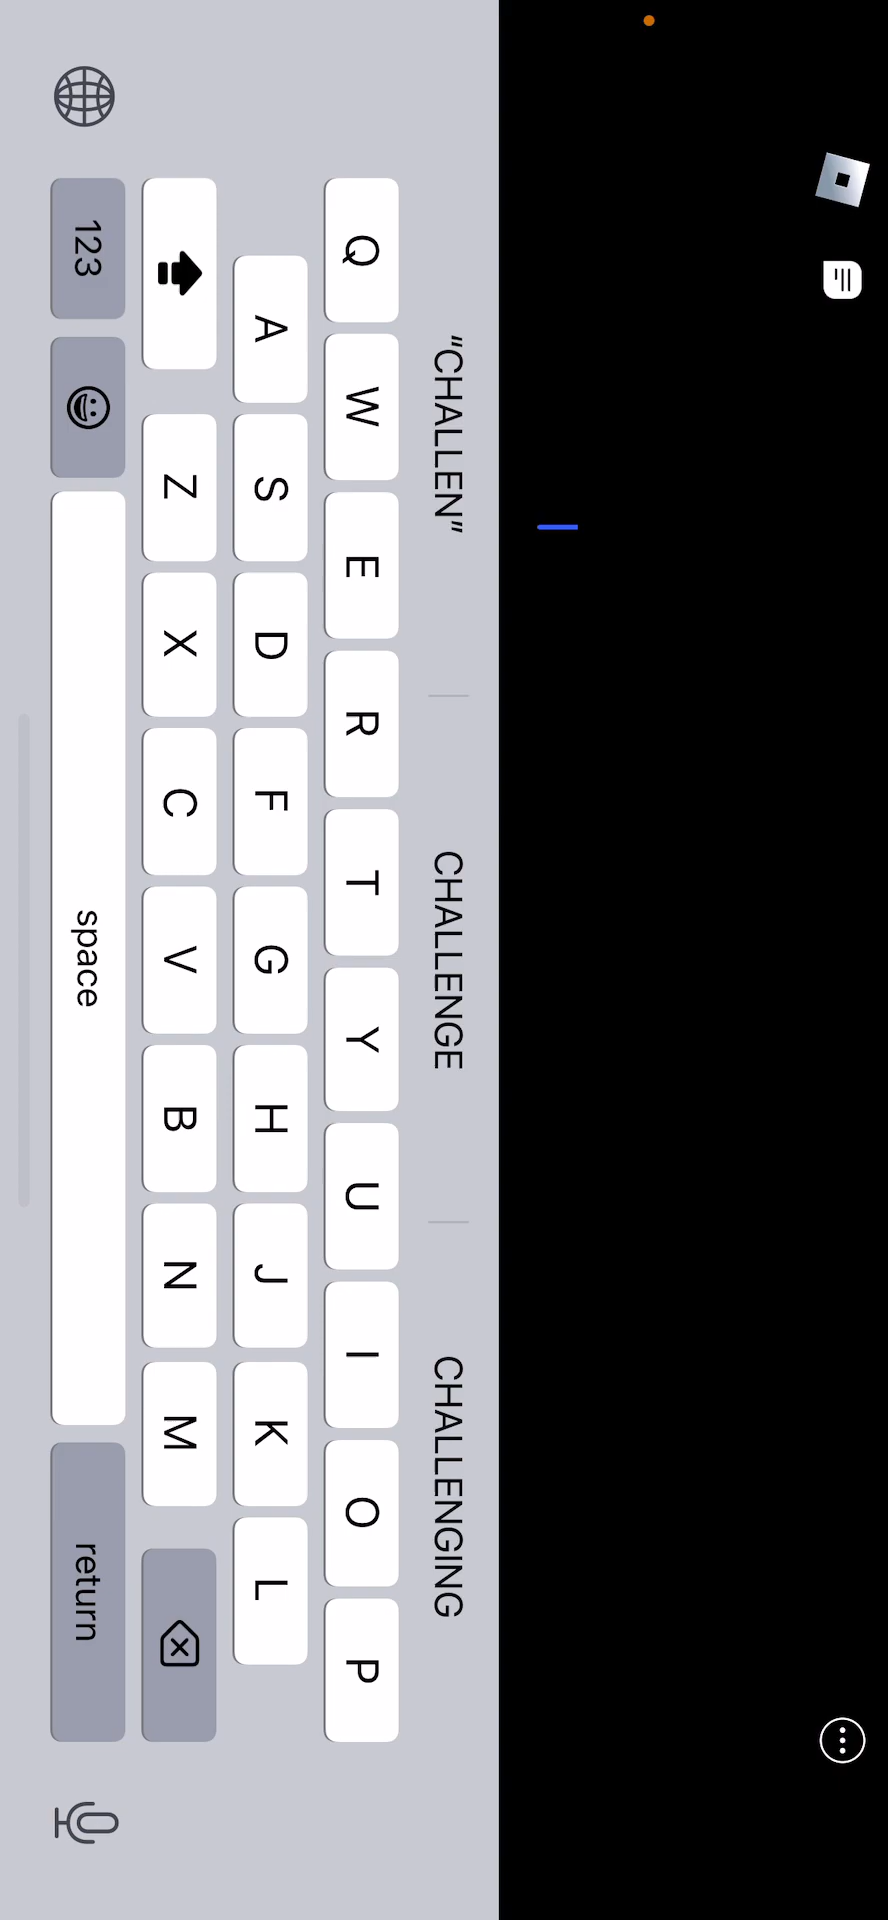 "CHALLEN" CHALLENGE CHALLENGING
Q W E R T Y U I O P
A S D F G H J K L
Z X C V B N M
123 space return